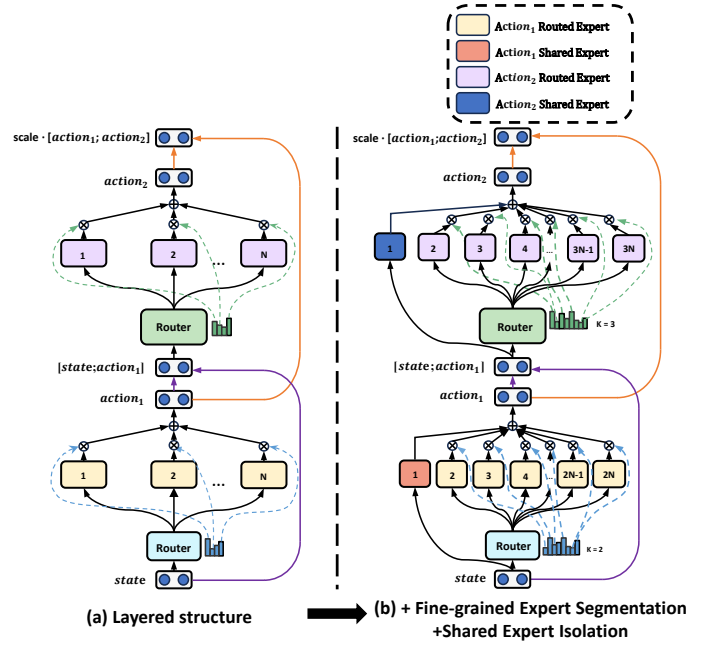 Action₁ Routed Expert
Action₁ Shared Expert
Action₂ Routed Expert
Action₂ Shared Expert
scale · [action₁; action₂]
action₂
1
2
...
N
Router
[state;action₁]
action₁
1
2
...
N
Router
state
(a) Layered structure
scale · [action₁;action₂]
action₂
1
2
3
4
...
3N-1
3N
Router
K = 3
[state;action₁]
action₁
1
2
3
4
...
2N-1
2N
Router
K = 2
state
(b) + Fine-grained Expert Segmentation
+Shared Expert Isolation